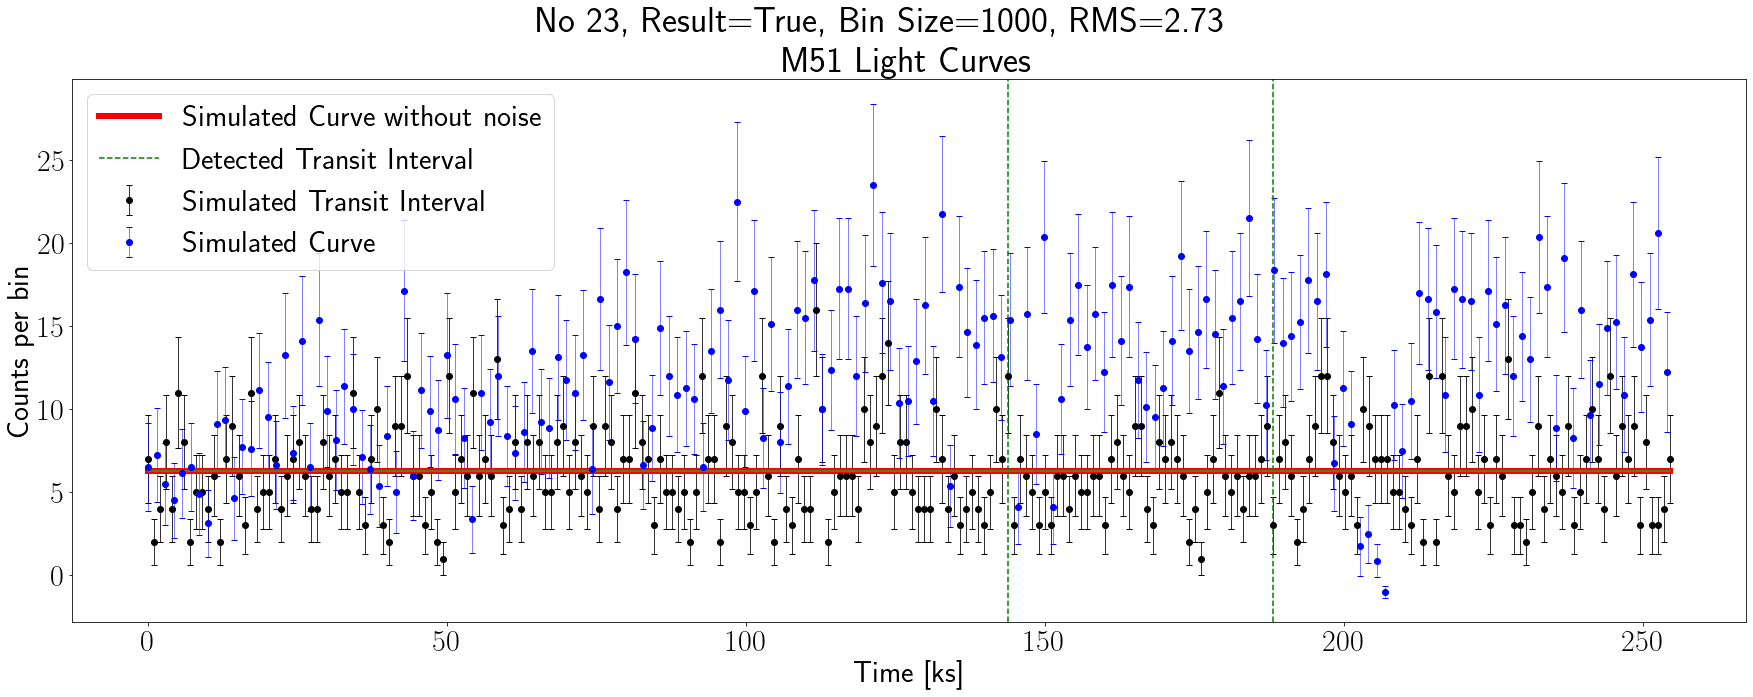 No 23, Result=True, Bin Size=1000, RMS=2.73
M51 Light Curves
Simulated Curve without noise
Detected Transit Interval
Simulated Transit Interval
Simulated Curve
Counts per bin
25
20
15
10
5
0
0 50 100 150 200 250
Time [ks]